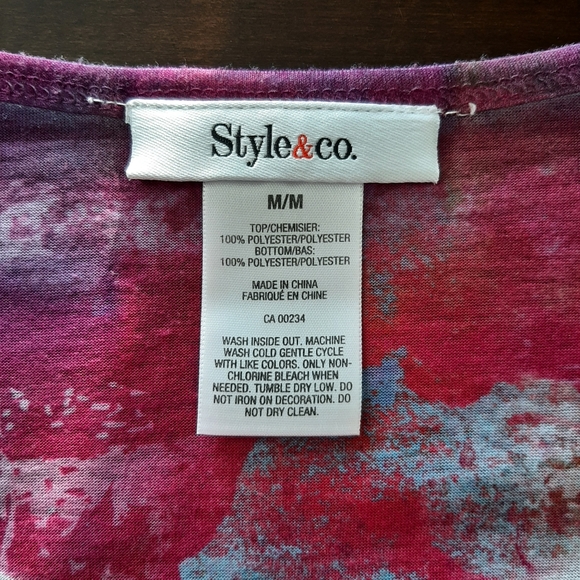 Style&co.
M/M
TOP/CHEMISIER:
100% POLYESTER/POLYESTER
BOTTOM/BAS:
100% POLYESTER/POLYESTER
MADE IN CHINA
FABRIQUÉ EN CHINE
CA 00234
WASH INSIDE OUT. MACHINE
WASH COLD GENTLE CYCLE
WITH LIKE COLORS. ONLY NON-
CHLORINE BLEACH WHEN
NEEDED. TUMBLE DRY LOW. DO
NOT IRON ON DECORATION. DO
NOT DRY CLEAN.